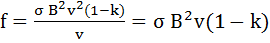 f = σ B²v²(1−k) / v = σ B²v(1 − k)